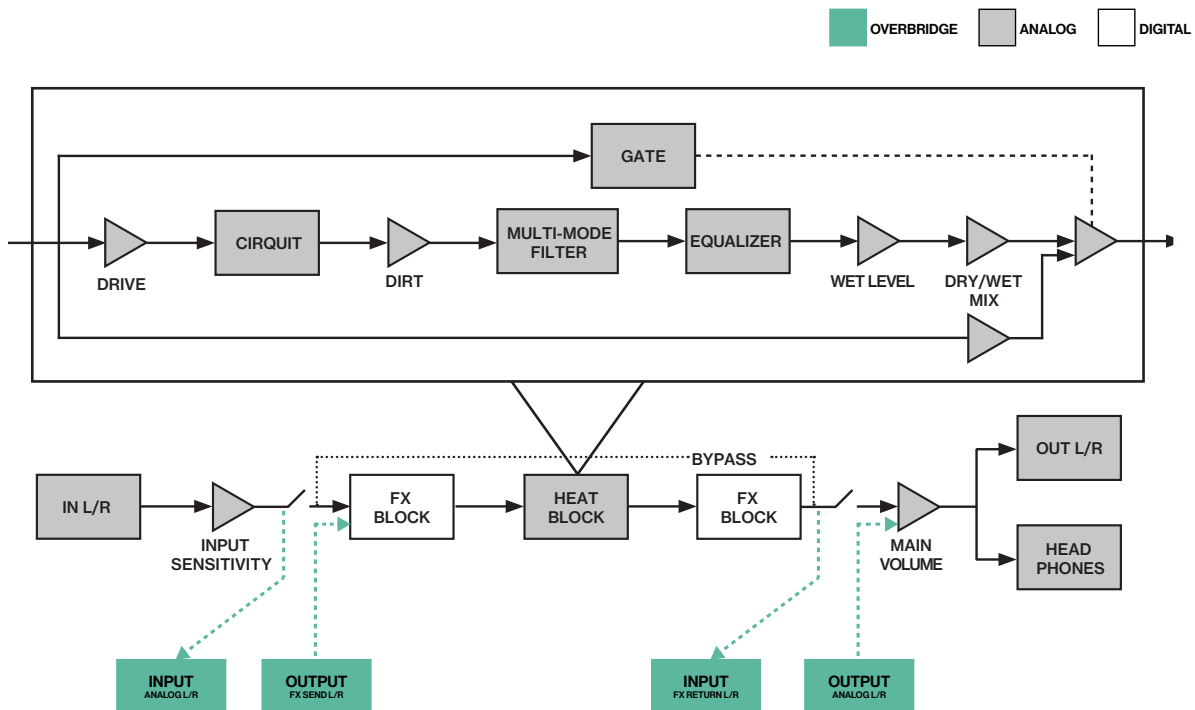 OVERBRIDGE
ANALOG
DIGITAL
GATE
DRIVE
CIRQUIT
DIRT
MULTI-MODE
FILTER
EQUALIZER
WET LEVEL
DRY/WET
MIX
IN L/R
INPUT
SENSITIVITY
FX
BLOCK
HEAT
BLOCK
BYPASS
FX
BLOCK
MAIN
VOLUME
OUT L/R
HEAD
PHONES
INPUT
ANALOG L/R
OUTPUT
FX SEND L/R
INPUT
FX RETURN L/R
OUTPUT
ANALOG L/R